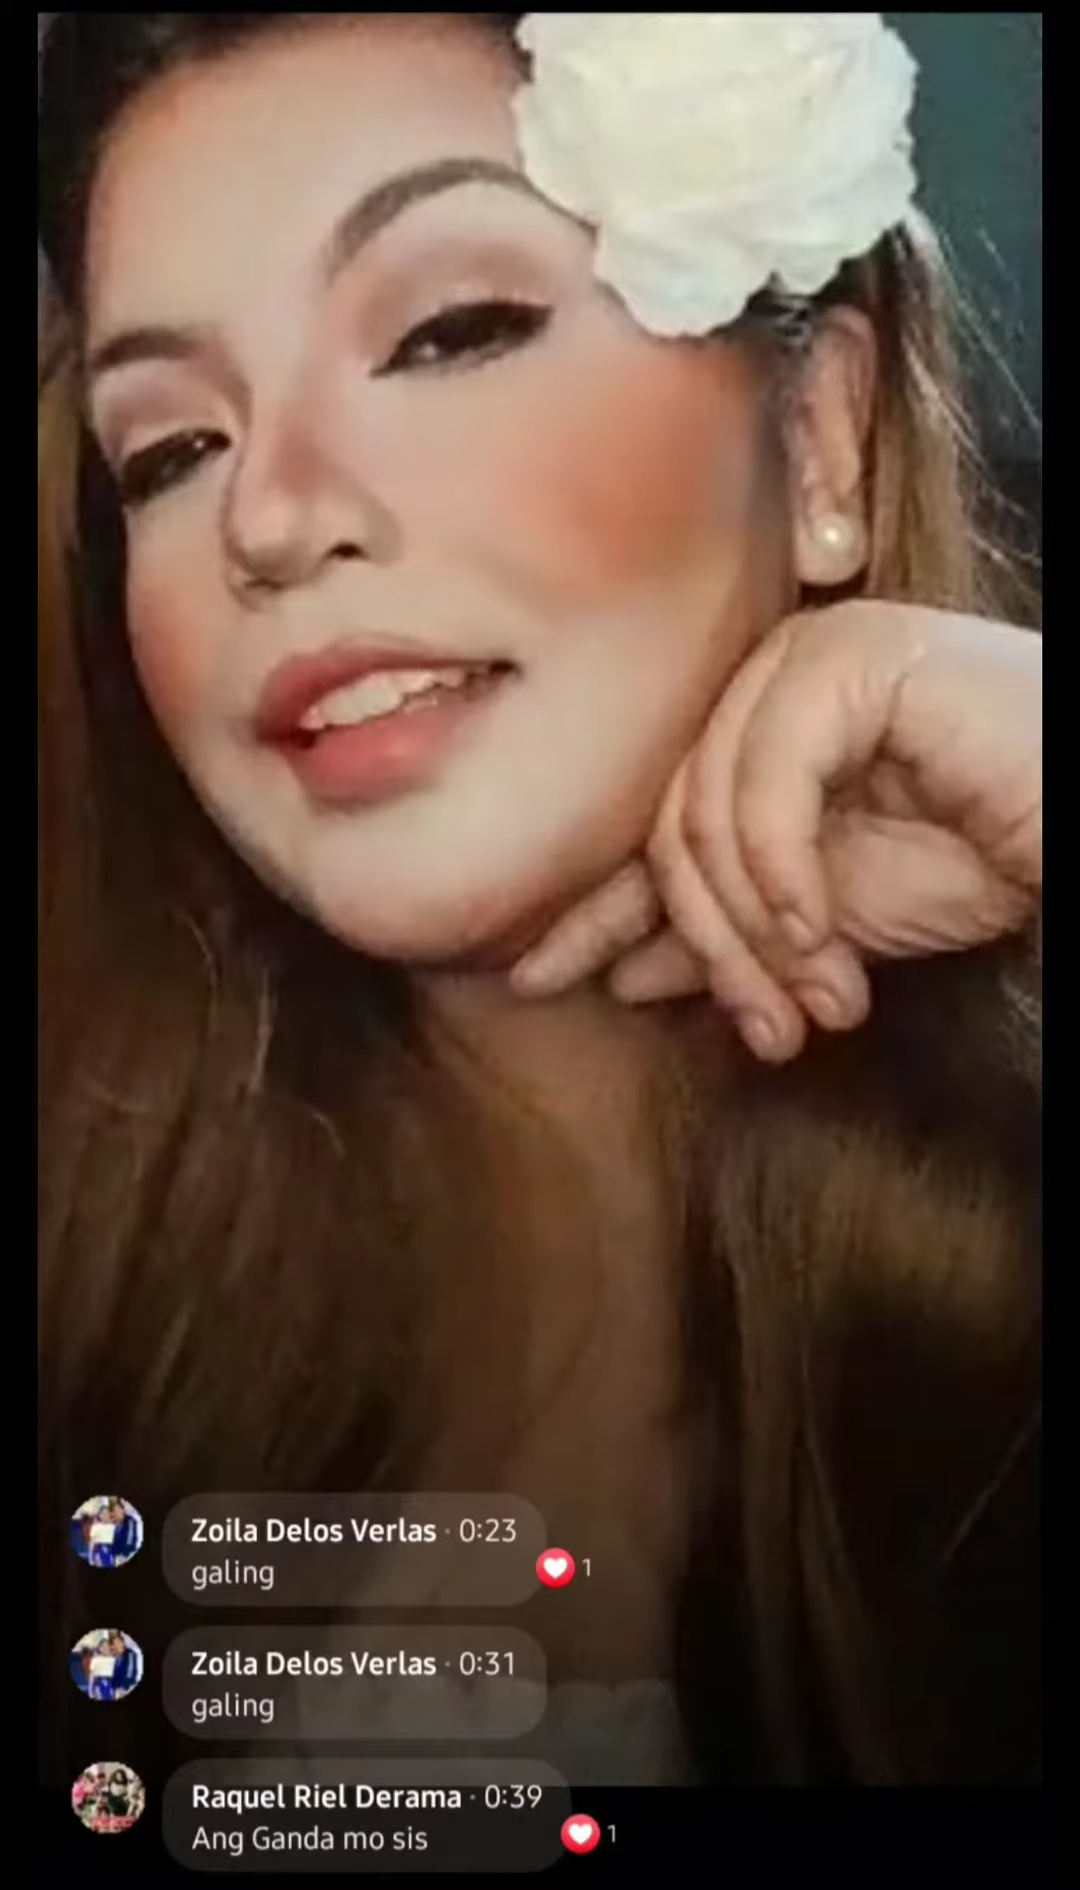 Zoila Delos Verlas · 0:23
galing
1
Zoila Delos Verlas · 0:31
galing
Raquel Riel Derama · 0:39
Ang Ganda mo sis
1